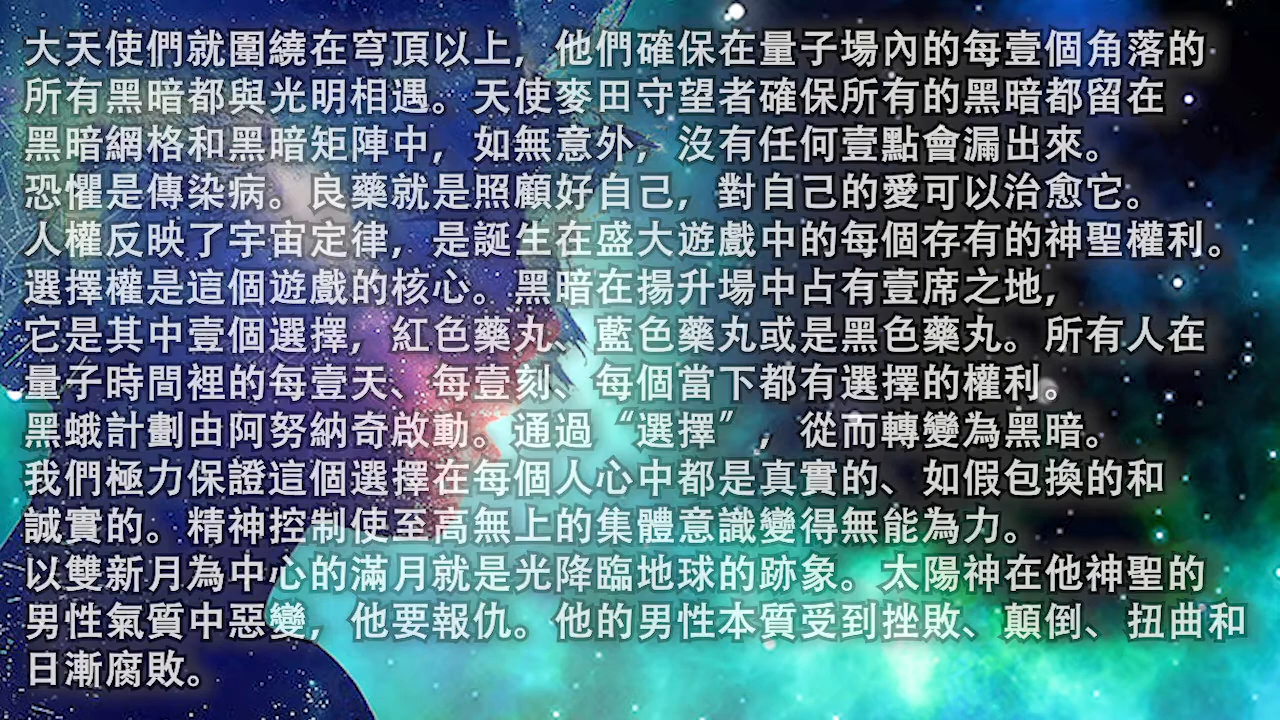 大天使們就圍繞在穹頂以上，他們確保在量子場內的每壹個角落的
所有黑暗都與光明相遇。天使麥田守望者確保所有的黑暗都留在
黑暗網格和黑暗矩陣中，如無意外，沒有任何壹點會漏出來。
恐懼是傳染病。良藥就是照顧好自己，對自己的愛可以治愈它。
人權反映了宇宙定律，是誕生在盛大遊戲中的每個存有的神聖權利。
選擇權是這個遊戲的核心。黑暗在揚升場中占有壹席之地，
它是其中壹個選擇，紅色藥丸、藍色藥丸或是黑色藥丸。所有人在
量子時間裡的每壹天、每壹刻、每個當下都有選擇的權利。
黑蛾計劃由阿努納奇啟動。通過“選擇”，從而轉變為黑暗。
我們極力保證這個選擇在每個人心中都是真實的、如假包換的和
誠實的。精神控制使至高無上的集體意識變得無能為力。
以雙新月為中心的滿月就是光降臨地球的跡象。太陽神在他神聖的
男性氣質中惡變，他要報仇。他的男性本質受到挫敗、顛倒、扭曲和
日漸腐敗。